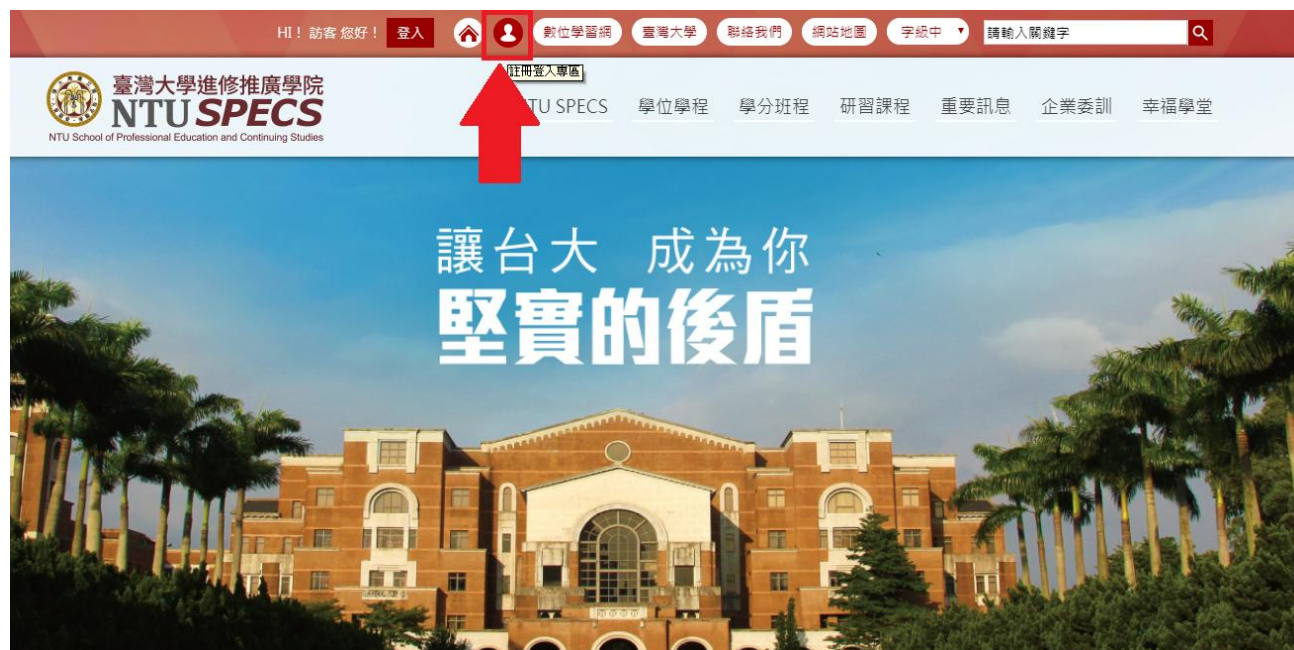 HI！ 訪客 您好！ 登入 數位學習網 臺灣大學 聯絡我們 網站地圖 字級中 請輸入關鍵字
註冊登入專區
臺灣大學進修推廣學院
NTU SPECS
NTU School of Professional Education and Continuing Studies
TU SPECS 學位學程 學分班程 研習課程 重要訊息 企業委訓 幸福學堂
讓台大 成為你
堅實的後盾